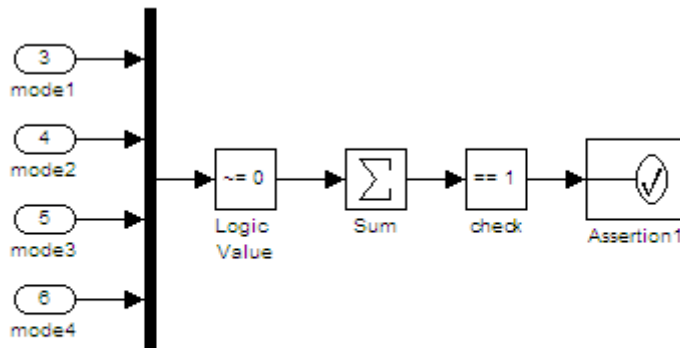 3
mode1
4
mode2
5
mode3
6
mode4
~= 0
Logic
Value
Σ
Sum
== 1
check
Assertion1